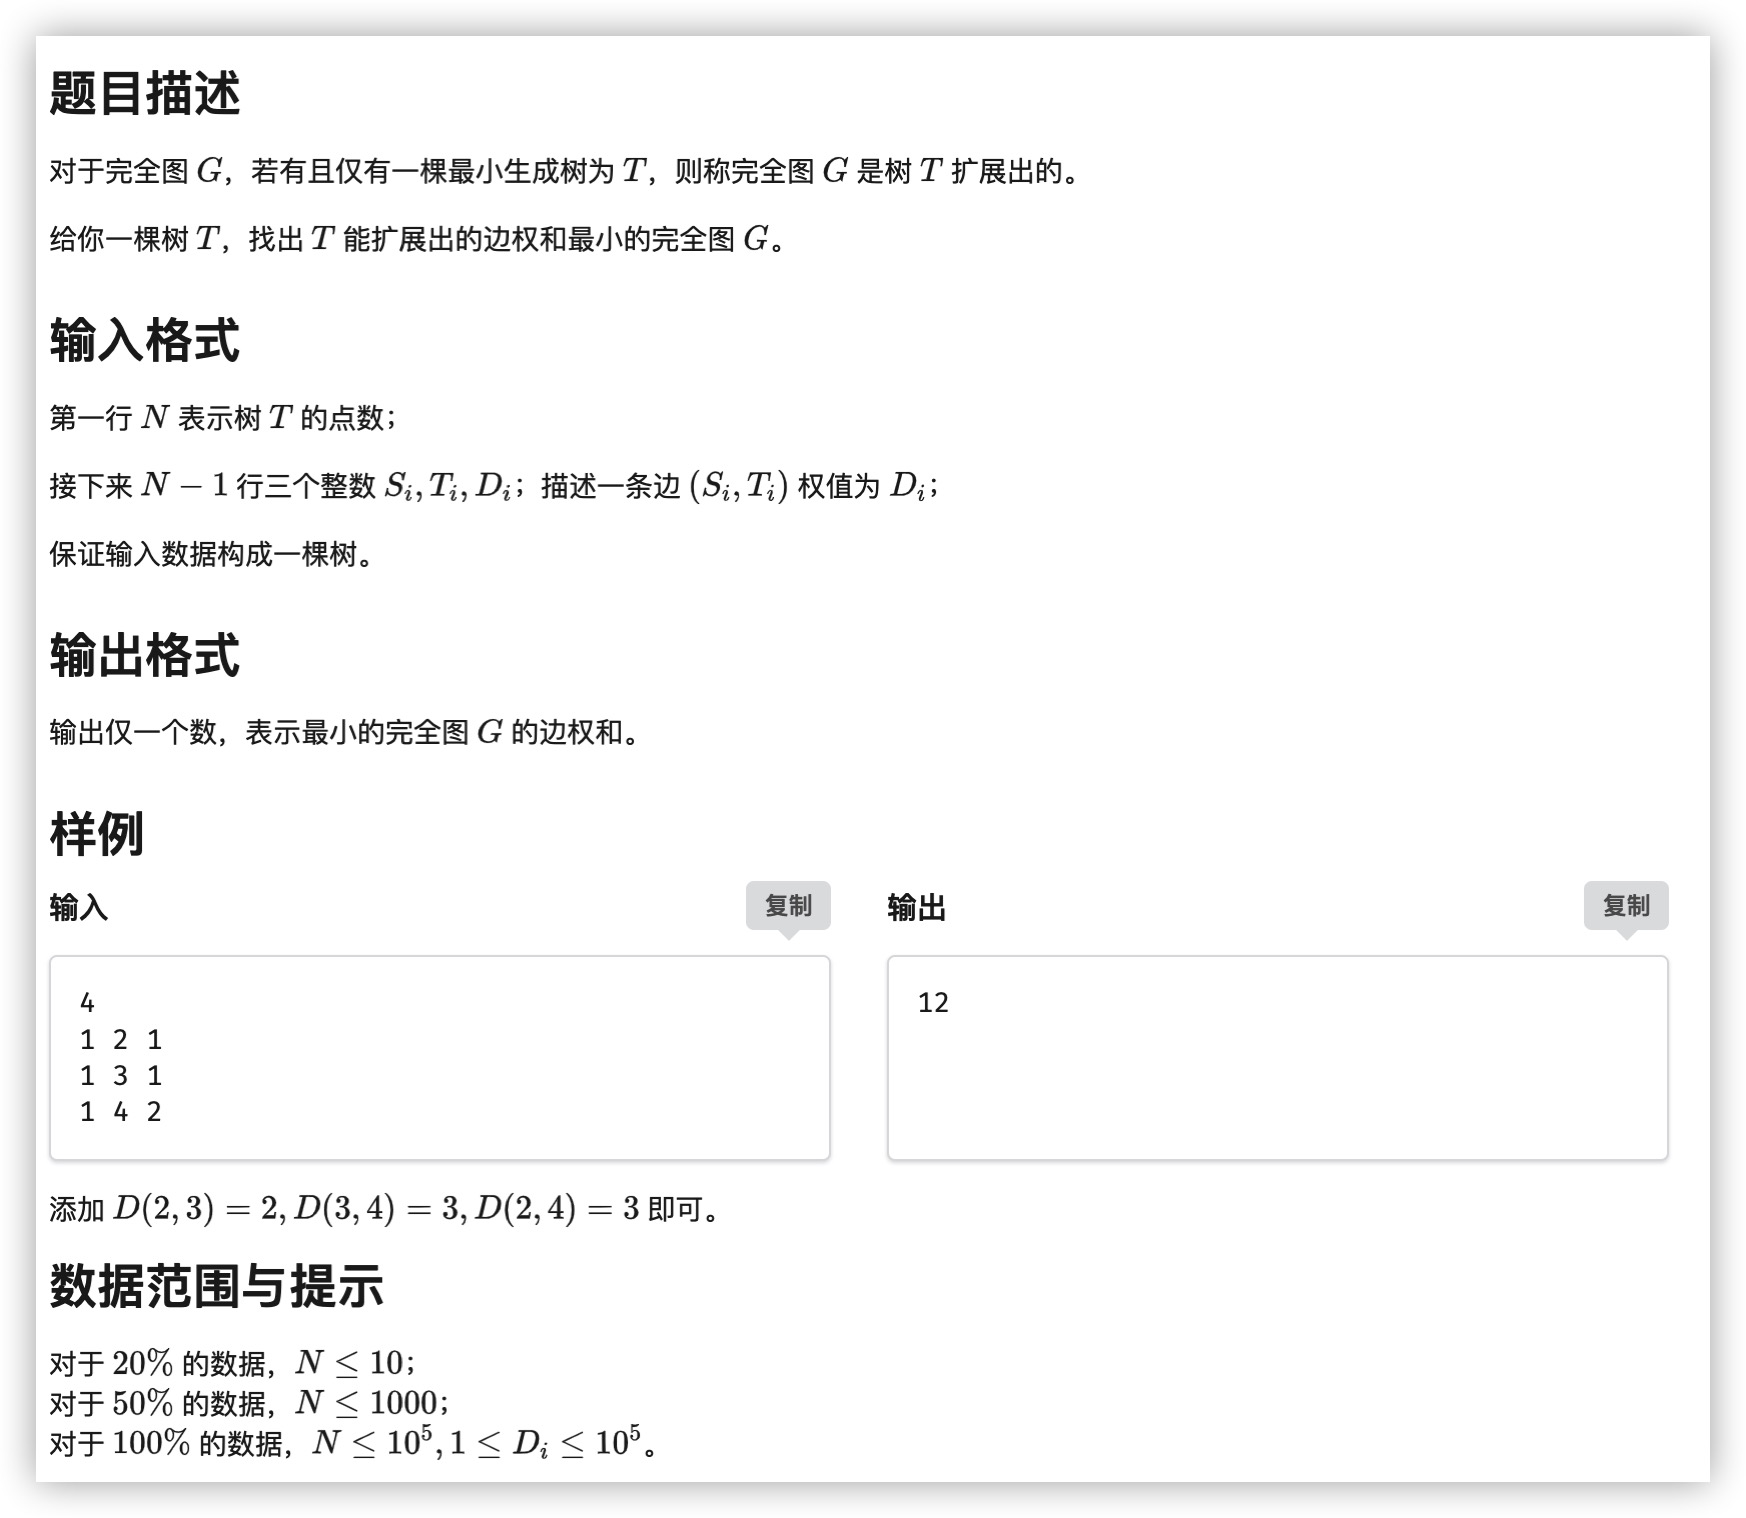 题目描述
对于完全图 G，若有且仅有一棵最小生成树为 T，则称完全图 G 是树 T 扩展出的。
给你一棵树 T，找出 T 能扩展出的边权和最小的完全图 G。
输入格式
第一行 N 表示树 T 的点数；
接下来 N − 1 行三个整数 S_i, T_i, D_i；描述一条边 (S_i, T_i) 权值为 D_i；
保证输入数据构成一棵树。
输出格式
输出仅一个数，表示最小的完全图 G 的边权和。
样例
输入 复制
4
1 2 1
1 3 1
1 4 2
输出 复制
12
添加 D(2, 3) = 2, D(3, 4) = 3, D(2, 4) = 3 即可。
数据范围与提示
对于 20% 的数据，N ≤ 10；
对于 50% 的数据，N ≤ 1000；
对于 100% 的数据，N ≤ 10^5, 1 ≤ D_i ≤ 10^5。